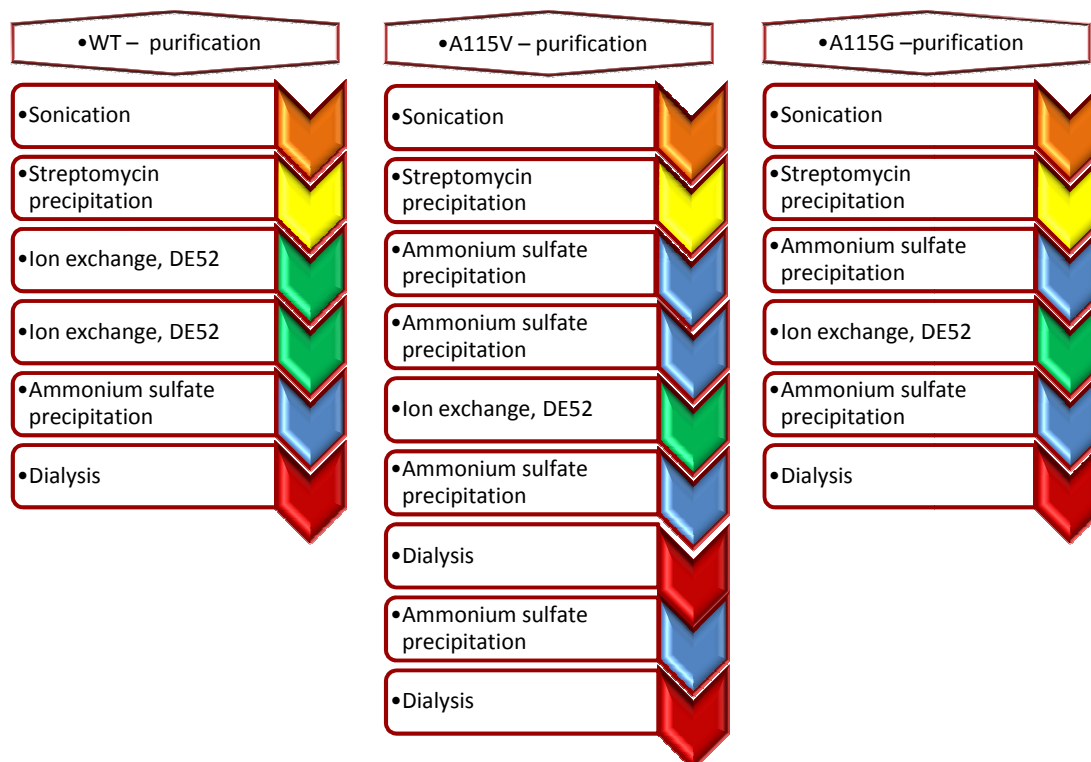 •WT – purification
•Sonication
•Streptomycin
precipitation
•Ion exchange, DE52
•Ion exchange, DE52
•Ammonium sulfate
precipitation
•Dialysis
•A115V – purification
•Sonication
•Streptomycin
precipitation
•Ammonium sulfate
precipitation
•Ammonium sulfate
precipitation
•Ion exchange, DE52
•Ammonium sulfate
precipitation
•Dialysis
•Ammonium sulfate
precipitation
•Dialysis
•A115G –purification
•Sonication
•Streptomycin
precipitation
•Ammonium sulfate
precipitation
•Ion exchange, DE52
•Ammonium sulfate
precipitation
•Dialysis